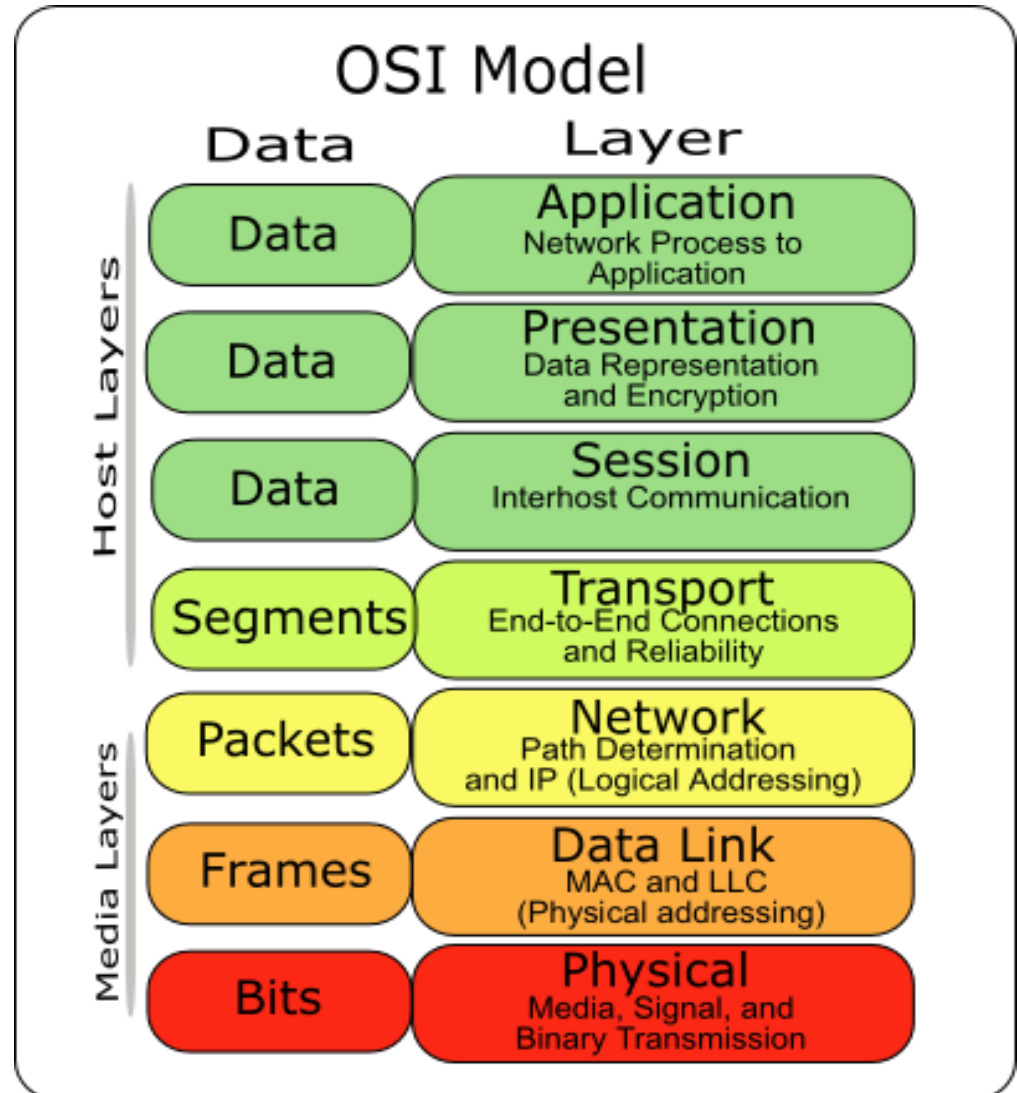 OSI Model
Data
Layer
Host Layers
Data
Application
Network Process to
Application
Data
Presentation
Data Representation
and Encryption
Data
Session
Interhost Communication
Segments
Transport
End-to-End Connections
and Reliability
Media Layers
Packets
Network
Path Determination
and IP (Logical Addressing)
Frames
Data Link
MAC and LLC
(Physical addressing)
Bits
Physical
Media, Signal, and
Binary Transmission